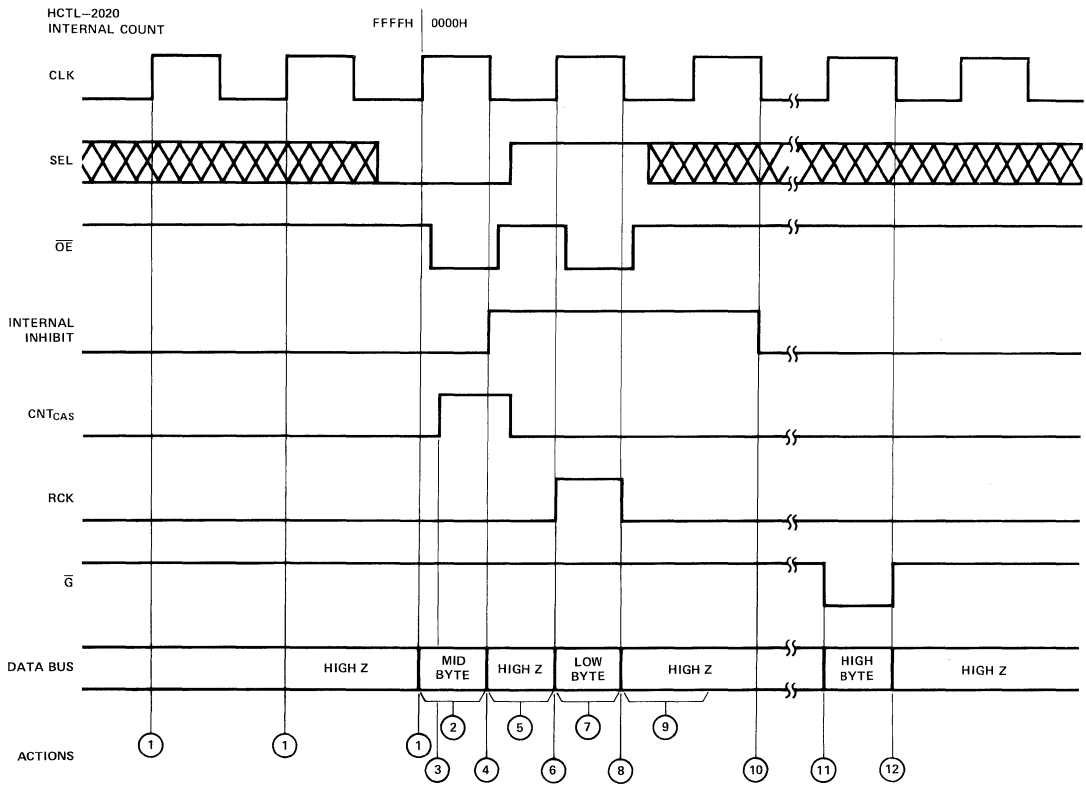 HCTL–2020
INTERNAL COUNT
FFFFH 0000H
CLK
SEL
OE
INTERNAL
INHIBIT
CNTCAS
RCK
G
DATA BUS
HIGH Z
MID
BYTE
HIGH Z
LOW
BYTE
HIGH Z
HIGH
BYTE
HIGH Z
2 5 7 9
1 1 1
ACTIONS
3 4 6 8 10 11 12